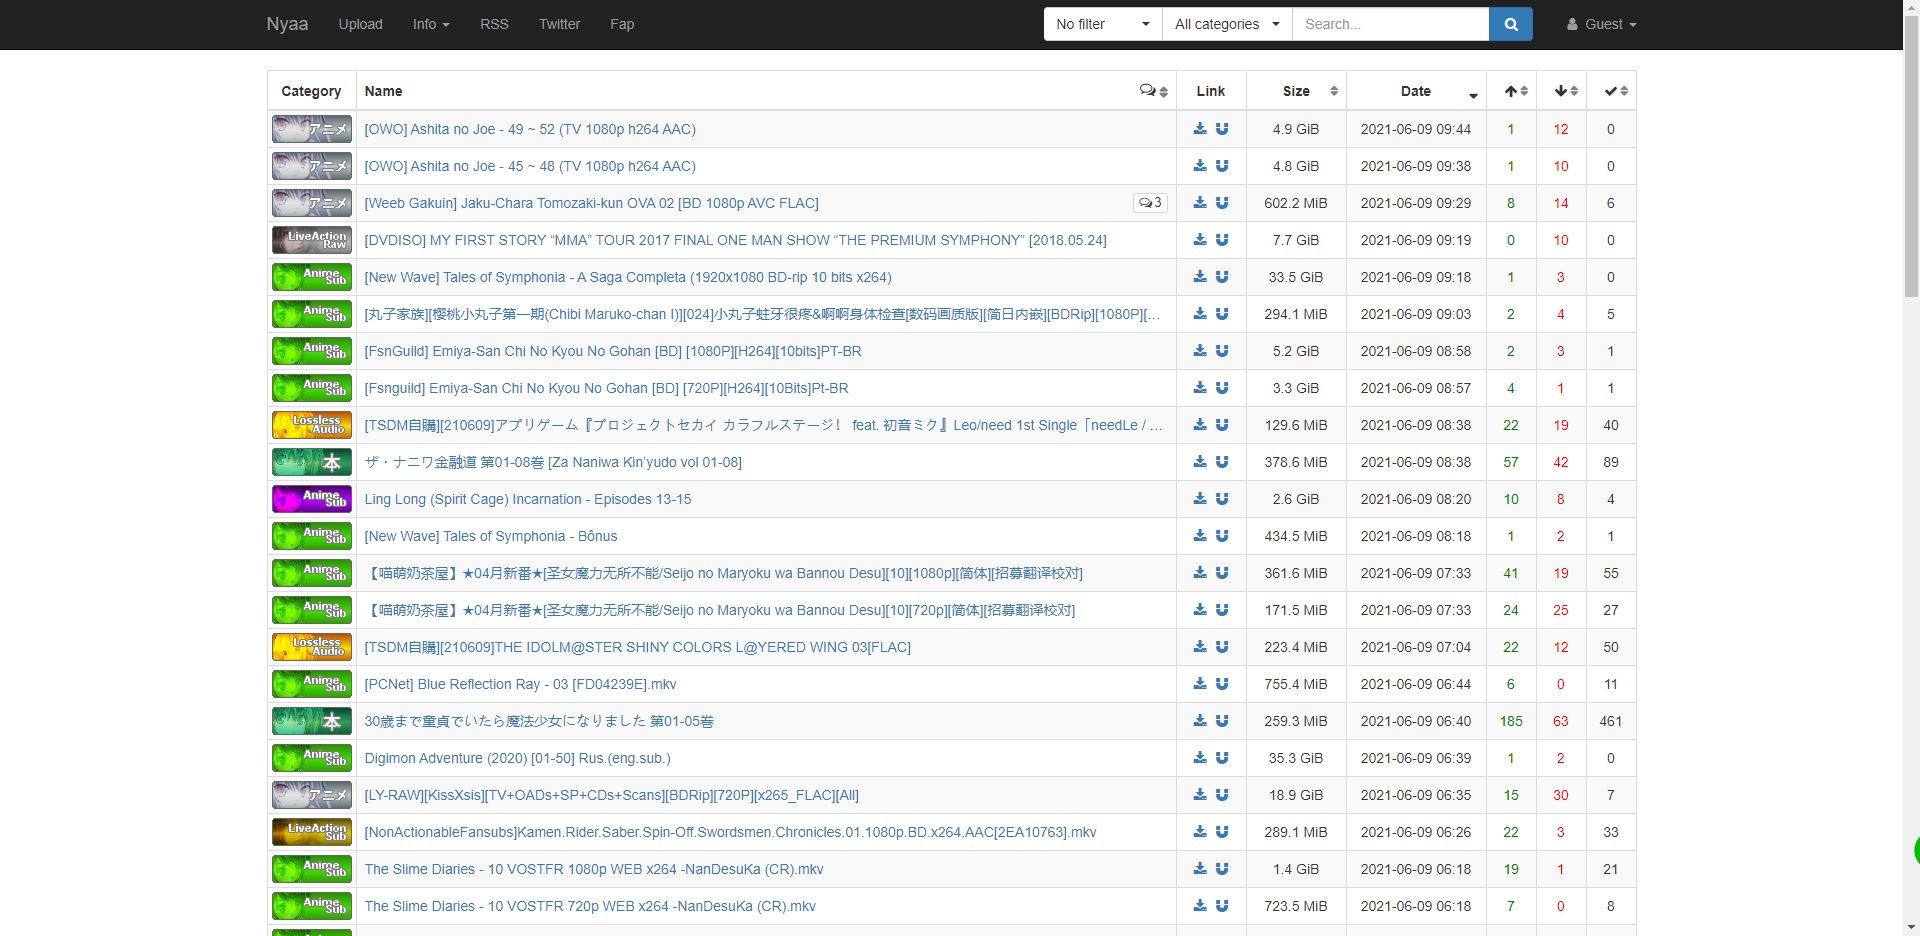 Nyaa Upload Info RSS Twitter Fap No filter All categories Search... Guest
Category Name Link Size Date
アニメ [OWO] Ashita no Joe - 49 ~ 52 (TV 1080p h264 AAC) 4.9 GiB 2021-06-09 09:44 1 12 0
アニメ [OWO] Ashita no Joe - 45 ~ 48 (TV 1080p h264 AAC) 4.8 GiB 2021-06-09 09:38 1 10 0
アニメ [Weeb Gakuin] Jaku-Chara Tomozaki-kun OVA 02 [BD 1080p AVC FLAC] 3 602.2 MiB 2021-06-09 09:29 8 14 6
LiveAction Raw [DVDISO] MY FIRST STORY “MMA” TOUR 2017 FINAL ONE MAN SHOW “THE PREMIUM SYMPHONY” [2018.05.24] 7.7 GiB 2021-06-09 09:19 0 10 0
Anime Sub [New Wave] Tales of Symphonia - A Saga Completa (1920x1080 BD-rip 10 bits x264) 33.5 GiB 2021-06-09 09:18 1 3 0
Anime Sub [丸子家族][樱桃小丸子第一期(Chibi Maruko-chan I)][024]小丸子蛀牙很疼&啊啊身体检查[数码画质版][简日内嵌][BDRip][1080P][... 294.1 MiB 2021-06-09 09:03 2 4 5
Anime Sub [FsnGuild] Emiya-San Chi No Kyou No Gohan [BD] [1080P][H264][10bits]PT-BR 5.2 GiB 2021-06-09 08:58 2 3 1
Anime Sub [Fsnguild] Emiya-San Chi No Kyou No Gohan [BD] [720P][H264][10Bits]Pt-BR 3.3 GiB 2021-06-09 08:57 4 1 1
Lossless Audio [TSDM自購][210609]アプリゲーム『プロジェクトセカイ カラフルステージ！ feat. 初音ミク』Leo/need 1st Single「needLe / ... 129.6 MiB 2021-06-09 08:38 22 19 40
本 ザ・ナニワ金融道 第01-08巻 [Za Naniwa Kin’yudo vol 01-08] 378.6 MiB 2021-06-09 08:38 57 42 89
Anime Sub Ling Long (Spirit Cage) Incarnation - Episodes 13-15 2.6 GiB 2021-06-09 08:20 10 8 4
Anime Sub [New Wave] Tales of Symphonia - Bônus 434.5 MiB 2021-06-09 08:18 1 2 1
Anime Sub 【喵萌奶茶屋】★04月新番★[圣女魔力无所不能/Seijo no Maryoku wa Bannou Desu][10][1080p][简体][招募翻译校对] 361.6 MiB 2021-06-09 07:33 41 19 55
Anime Sub 【喵萌奶茶屋】★04月新番★[圣女魔力无所不能/Seijo no Maryoku wa Bannou Desu][10][720p][简体][招募翻译校对] 171.5 MiB 2021-06-09 07:33 24 25 27
Lossless Audio [TSDM自購][210609]THE IDOLM@STER SHINY COLORS L@YERED WING 03[FLAC] 223.4 MiB 2021-06-09 07:04 22 12 50
Anime Sub [PCNet] Blue Reflection Ray - 03 [FD04239E].mkv 755.4 MiB 2021-06-09 06:44 6 0 11
本 30歳まで童貞でいたら魔法少女になりました 第01-05巻 259.3 MiB 2021-06-09 06:40 185 63 461
Anime Sub Digimon Adventure (2020) [01-50] Rus.(eng.sub.) 35.3 GiB 2021-06-09 06:39 1 2 0
アニメ [LY-RAW][KissXsis][TV+OADs+SP+CDs+Scans][BDRip][720P][x265_FLAC][All] 18.9 GiB 2021-06-09 06:35 15 30 7
LiveAction Sub [NonActionableFansubs]Kamen.Rider.Saber.Spin-Off.Swordsmen.Chronicles.01.1080p.BD.x264.AAC[2EA10763].mkv 289.1 MiB 2021-06-09 06:26 22 3 33
Anime Sub The Slime Diaries - 10 VOSTFR 1080p WEB x264 -NanDesuKa (CR).mkv 1.4 GiB 2021-06-09 06:18 19 1 21
Anime Sub The Slime Diaries - 10 VOSTFR 720p WEB x264 -NanDesuKa (CR).mkv 723.5 MiB 2021-06-09 06:18 7 0 8